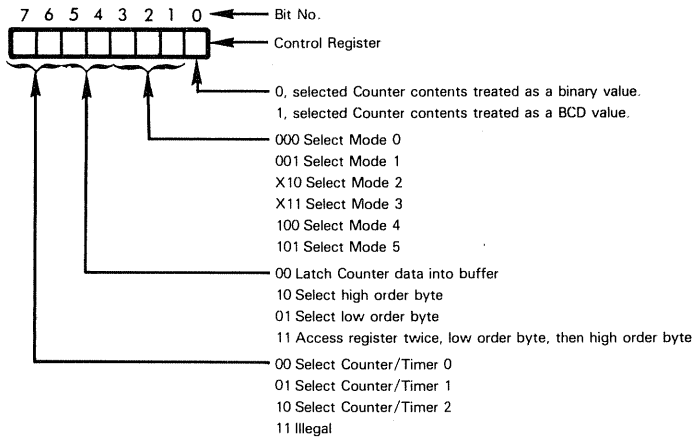 7 6 5 4 3 2 1 0 Bit No.
Control Register
0, selected Counter contents treated as a binary value.
1, selected Counter contents treated as a BCD value.
000 Select Mode 0
001 Select Mode 1
X10 Select Mode 2
X11 Select Mode 3
100 Select Mode 4
101 Select Mode 5
00 Latch Counter data into buffer
10 Select high order byte
01 Select low order byte
11 Access register twice, low order byte, then high order byte
00 Select Counter/Timer 0
01 Select Counter/Timer 1
10 Select Counter/Timer 2
11 Illegal